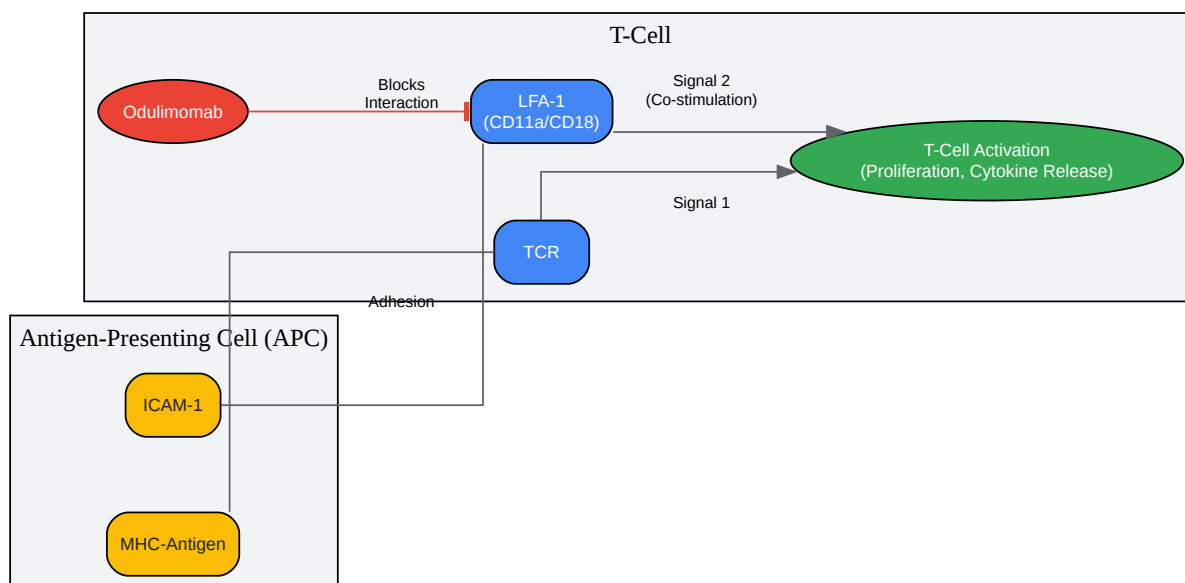 T-Cell
Odulimomab
Blocks
Interaction
LFA-1
(CD11a/CD18)
Signal 2
(Co-stimulation)
T-Cell Activation
(Proliferation, Cytokine Release)
Signal 1
TCR
Adhesion
Antigen-Presenting Cell (APC)
ICAM-1
MHC-Antigen